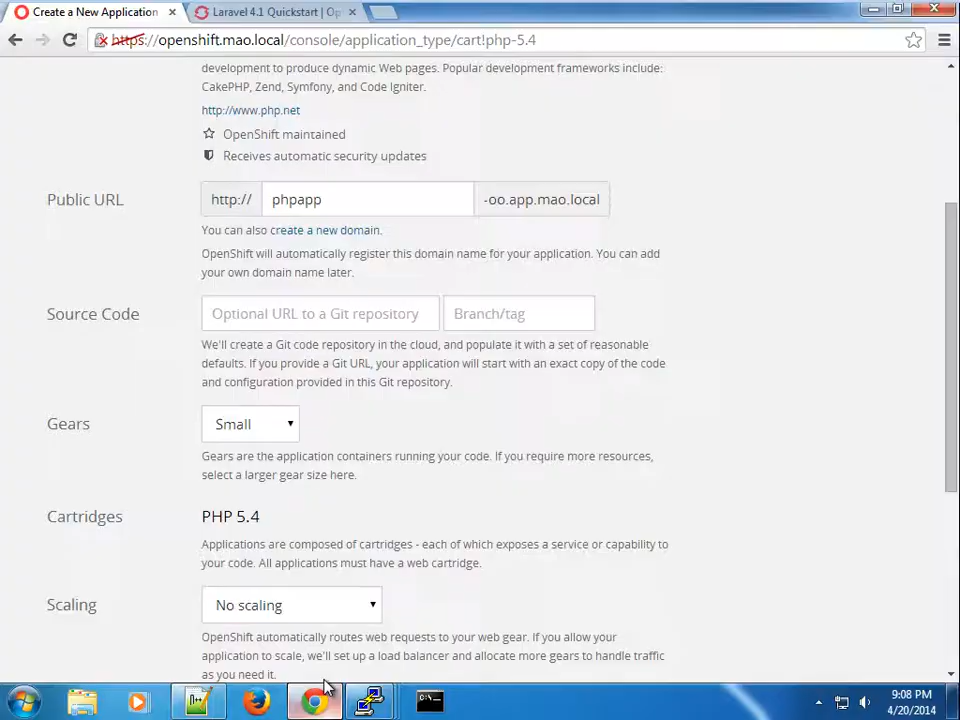 Create a New Application
Laravel 4.1 Quickstart | Op
https://openshift.mao.local/console/application_type/cart!php-5.4
development to produce dynamic Web pages. Popular development frameworks include:
CakePHP, Zend, Symfony, and Code Igniter.
http://www.php.net
OpenShift maintained
Receives automatic security updates
Public URL
http://
phpapp
-oo.app.mao.local
You can also create a new domain.
OpenShift will automatically register this domain name for your application. You can add
your own domain name later.
Source Code
Optional URL to a Git repository
Branch/tag
We'll create a Git code repository in the cloud, and populate it with a set of reasonable
defaults. If you provide a Git URL, your application will start with an exact copy of the code
and configuration provided in this Git repository.
Gears
Small
Gears are the application containers running your code. If you require more resources,
select a larger gear size here.
Cartridges
PHP 5.4
Applications are composed of cartridges - each of which exposes a service or capability to
your code. All applications must have a web cartridge.
Scaling
No scaling
OpenShift automatically routes web requests to your web gear. If you allow your
application to scale, we'll set up a load balancer and allocate more gears to handle traffic
as you need it.
9:08 PM
4/20/2014